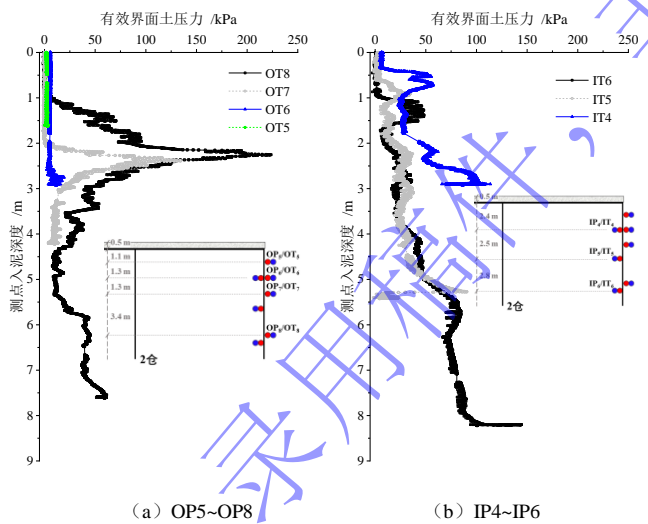 有效界面土压力 /kPa
0 50 100 150 200 250
测点入泥深度 /m
0
1
2
3
4
5
6
7
8
9
OT8
OT7
OT6
OT5
0.5 m
1.1 m
1.3 m
1.3 m
3.4 m
OP5/OT5
OP6/OT6
OP7/OT7
OP8/OT8
2仓
(a) OP5~OP8
有效界面土压力 /kPa
0 50 100 150 200 250
测点入泥深度 /m
0
1
2
3
4
5
6
7
8
9
IT6
IT5
IT4
0.5 m
2.4 m
2.5 m
2.8 m
IP4/IT4
IP5/IT5
IP6/IT6
2仓
(b) IP4~IP6
录用稿件,